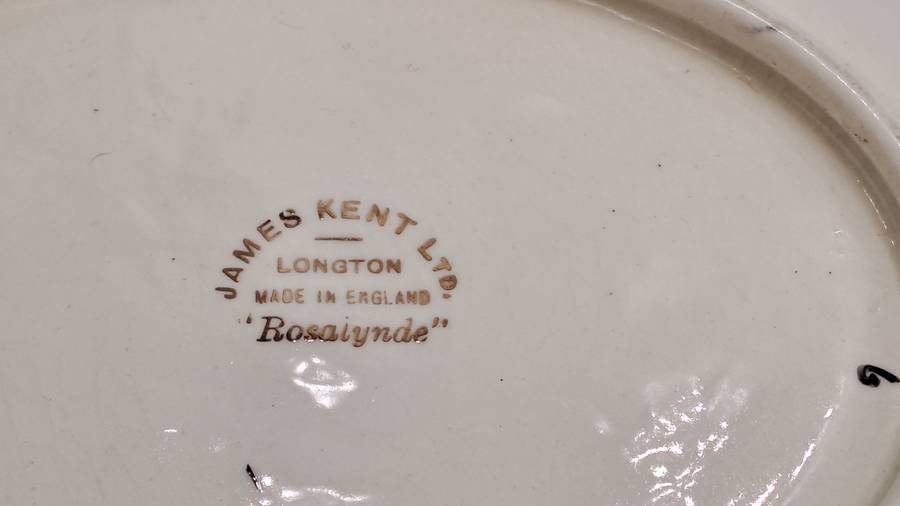 JAMES KENT LTD.
LONGTON
MADE IN ENGLAND
"Rosalynde"